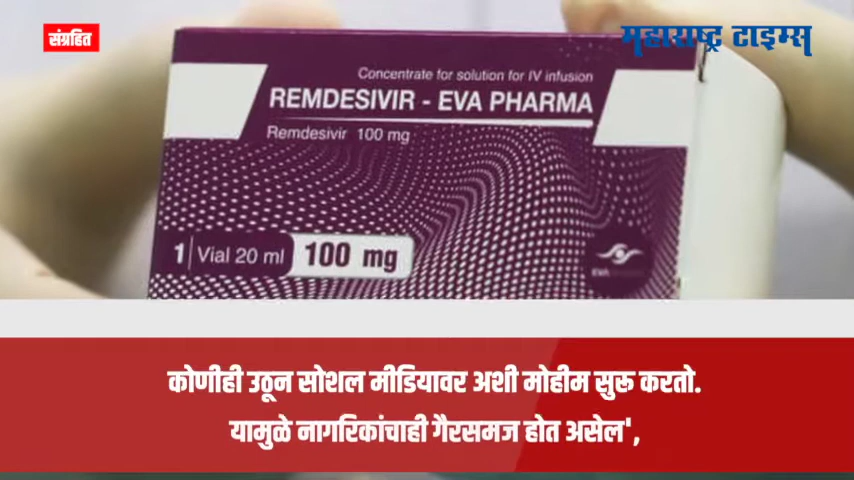 संग्रहित
महाराष्ट्र टाइम्स
Concentrate for solution for IV infusion
REMDESIVIR - EVA PHARMA
Remdesivir 100 mg
1 Vial 20 ml 100 mg
EVA
कोणीही उठून सोशल मीडियावर अशी मोहीम सुरू करतो.
यामुळे नागरिकांचाही गैरसमज होत असेल',